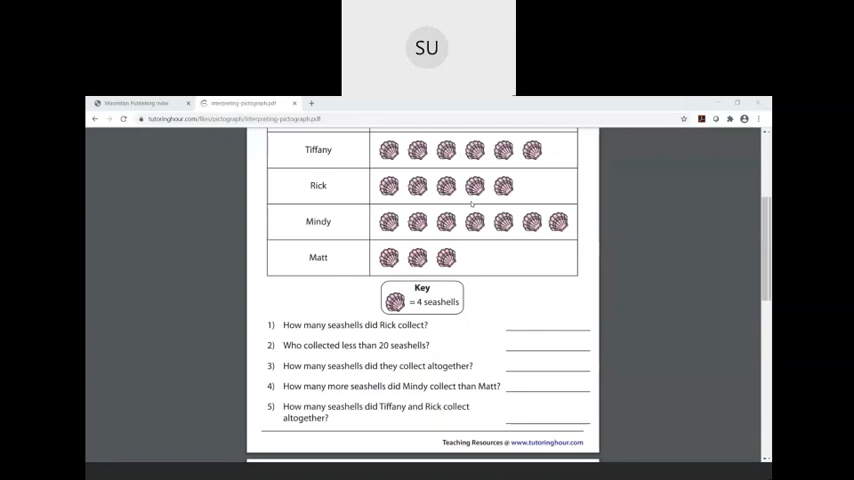 SU
Macmillan Publishing India
interpreting-pictograph.pdf
tutoringhour.com/files/pictograph/interpreting-pictograph.pdf
Tiffany
Rick
Mindy
Matt
Key
= 4 seashells
1) How many seashells did Rick collect?
2) Who collected less than 20 seashells?
3) How many seashells did they collect altogether?
4) How many more seashells did Mindy collect than Matt?
5) How many seashells did Tiffany and Rick collect
altogether?
Teaching Resources @ www.tutoringhour.com